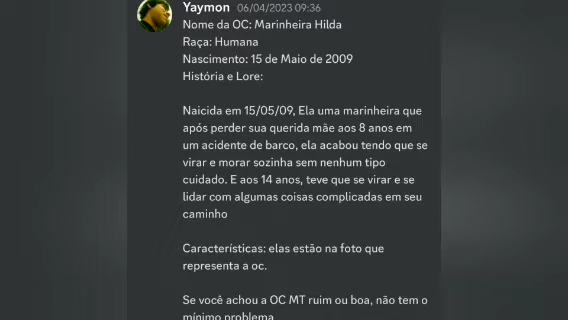 Yaymon 06/04/2023 09:36
Nome da OC: Marinheira Hilda
Raça: Humana
Nascimento: 15 de Maio de 2009
História e Lore:
Naicida em 15/05/09, Ela uma marinheira que
após perder sua querida mãe aos 8 anos em
um acidente de barco, ela acabou tendo que se
virar e morar sozinha sem nenhum tipo
cuidado. E aos 14 anos, teve que se virar e se
lidar com algumas coisas complicadas em seu
caminho
Características: elas estão na foto que
representa a oc.
Se você achou a OC MT ruim ou boa, não tem o
mínimo problema